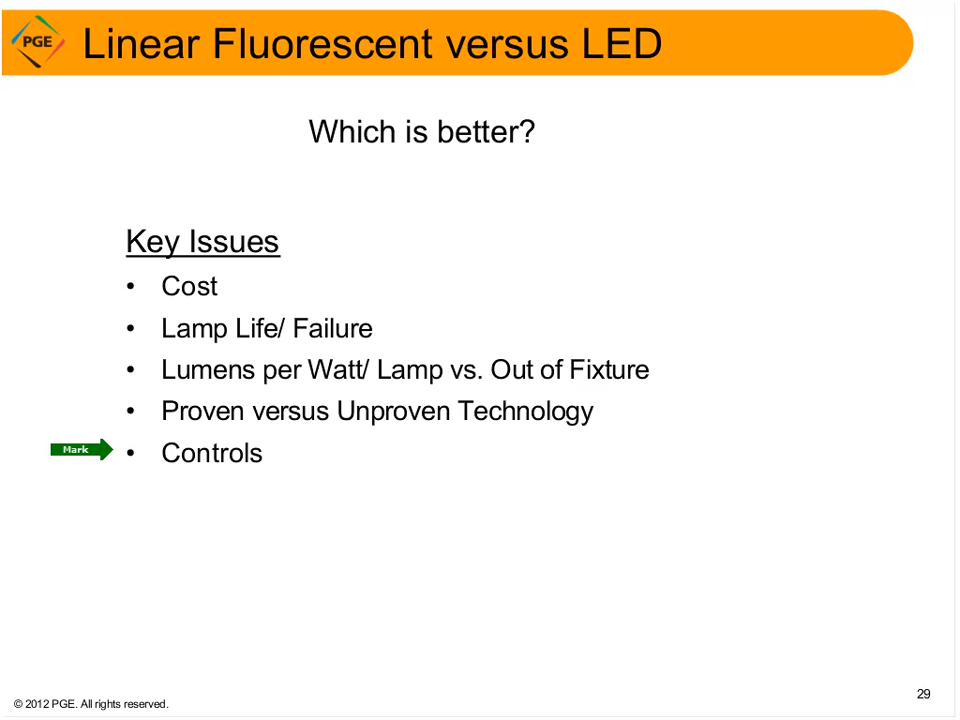 PGE
Linear Fluorescent versus LED
Which is better?
Key Issues
• Cost
• Lamp Life/ Failure
• Lumens per Watt/ Lamp vs. Out of Fixture
• Proven versus Unproven Technology
Mark
• Controls
29
© 2012 PGE. All rights reserved.